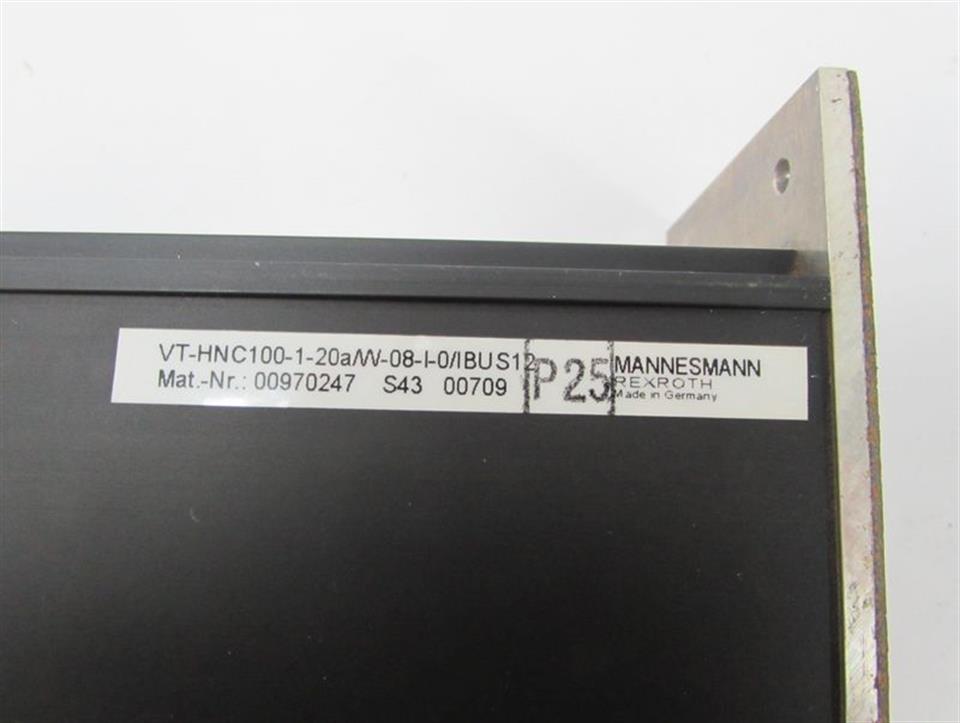 VT-HNC100-1-20a/W-08-I-0/IBUS12
Mat.-Nr.: 00970247 S43 00709
P25
MANNESMANN
REXROTH
Made in Germany